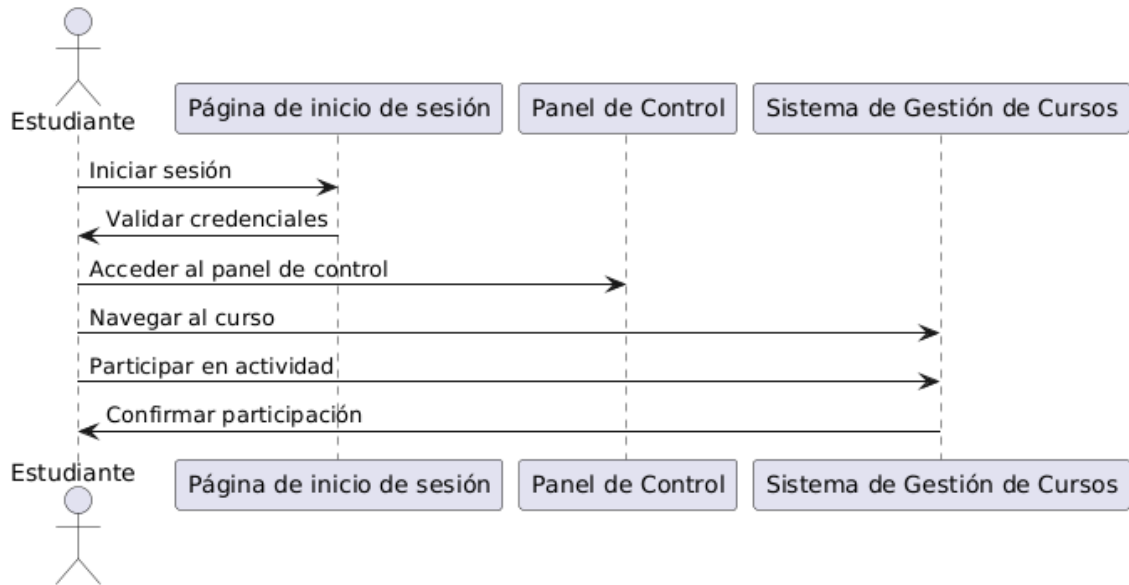 Estudiante
Página de inicio de sesión
Panel de Control
Sistema de Gestión de Cursos
Iniciar sesión
Validar credenciales
Acceder al panel de control
Navegar al curso
Participar en actividad
Confirmar participación
Estudiante
Página de inicio de sesión
Panel de Control
Sistema de Gestión de Cursos